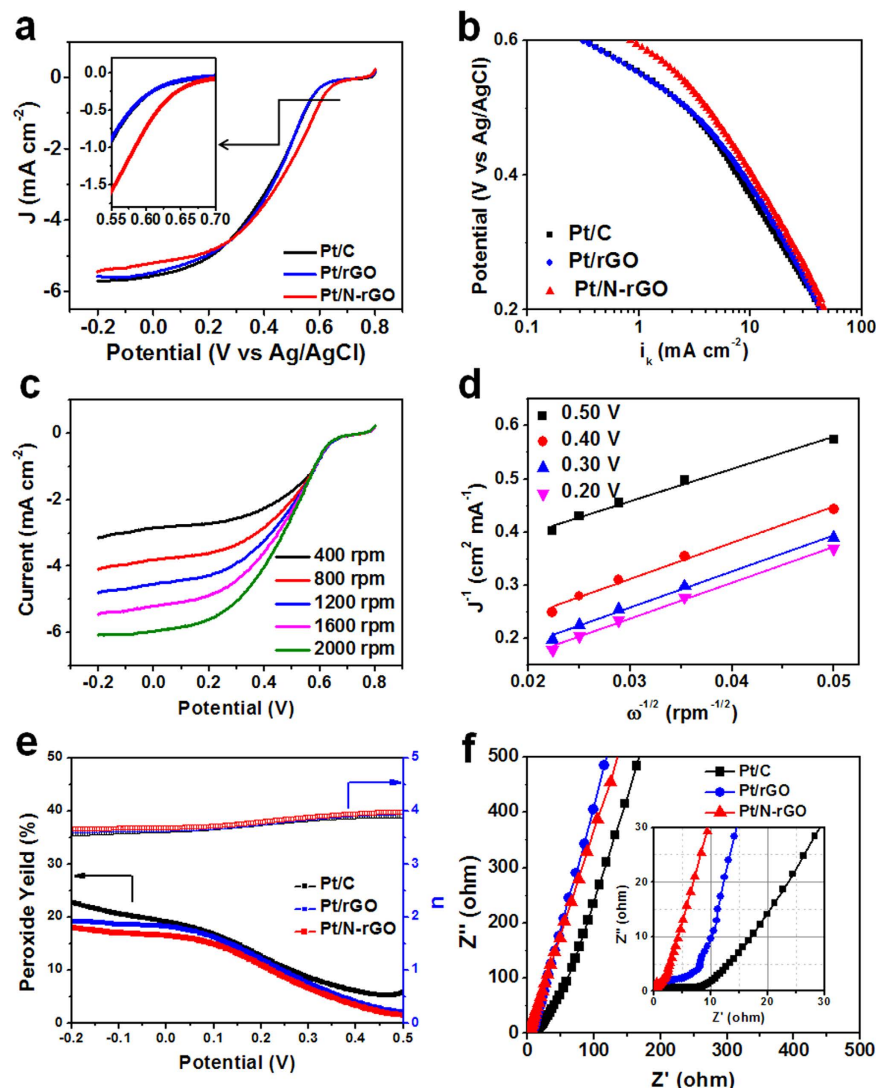 a
J (mA cm-2)
0
-2
-4
-6
0.0
-0.5
-1.0
-1.5
0.55 0.60 0.65 0.70
Pt/C
Pt/rGO
Pt/N-rGO
-0.2 0.0 0.2 0.4 0.6 0.8
Potential (V vs Ag/AgCl)
b
Potential (V vs Ag/AgCl)
0.6
0.4
0.2
Pt/C
Pt/rGO
Pt/N-rGO
0.1 1 10 100
ik (mA cm-2)
c
Current (mA cm-2)
0
-2
-4
-6
400 rpm
800 rpm
1200 rpm
1600 rpm
2000 rpm
-0.2 0.0 0.2 0.4 0.6 0.8
Potential (V)
d
J-1 (cm2 mA-1)
0.6
0.5
0.4
0.3
0.2
0.50 V
0.40 V
0.30 V
0.20 V
0.02 0.03 0.04 0.05
ω-1/2 (rpm-1/2)
e
Peroxide Yeild (%)
50
40
30
20
10
0
Pt/C
Pt/rGO
Pt/N-rGO
5
4
3
2
1
0
n
-0.2 -0.1 0.0 0.1 0.2 0.3 0.4 0.5
Potential (V)
f
Z'' (ohm)
500
400
300
200
100
0
Pt/C
Pt/rGO
Pt/N-rGO
Z'' (ohm)
30
20
10
0
0 10 20 30
Z' (ohm)
0 100 200 300 400 500
Z' (ohm)